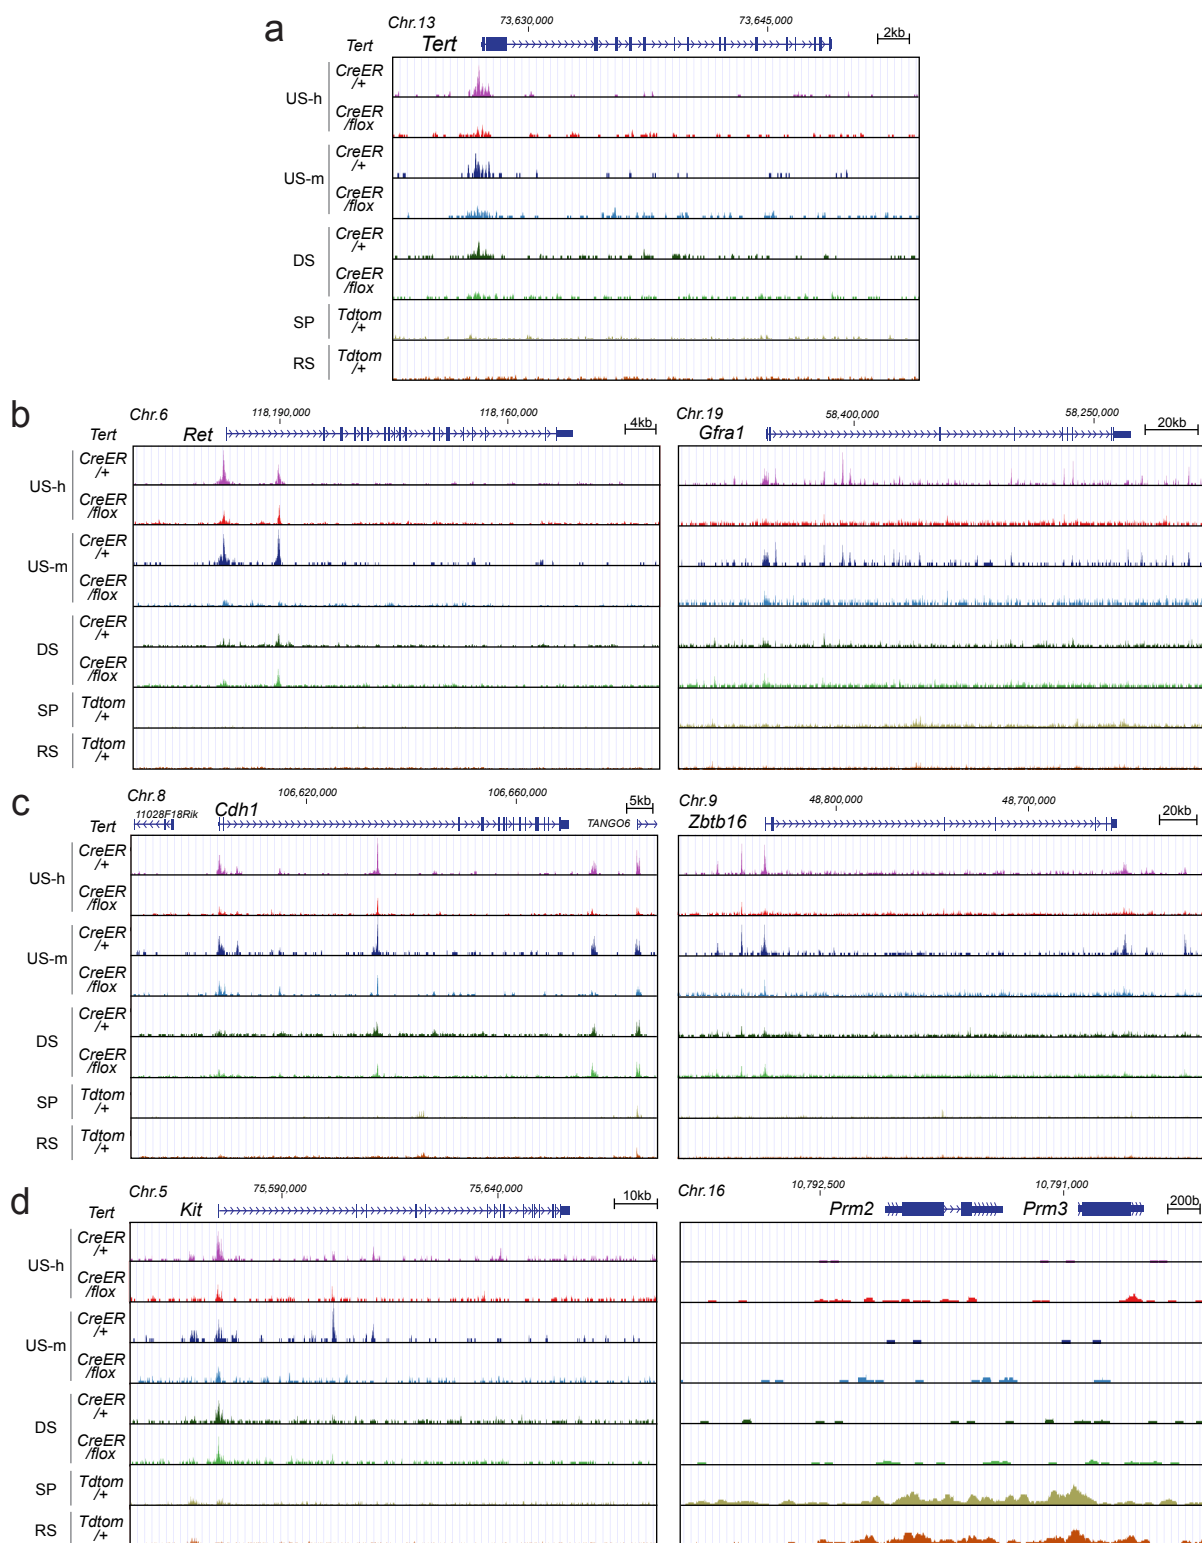 a
Chr.13 73,630,000 73,645,000
Tert Tert 2kb
US-h CreER /+
CreER /flox
US-m CreER /+
CreER /flox
DS CreER /+
CreER /flox
SP Tdtom /+
RS Tdtom /+
b
Chr.6 118,190,000 118,160,000
Tert Ret 4kb
Chr.19 58,400,000 58,250,000
Gfra1 20kb
US-h CreER /+
CreER /flox
US-m CreER /+
CreER /flox
DS CreER /+
CreER /flox
SP Tdtom /+
RS Tdtom /+
c
Chr.8 106,620,000 106,660,000
11028F18Rik Cdh1 5kb
Tert TANGO6
Chr.9 48,800,000 48,700,000
Zbtb16 20kb
US-h CreER /+
CreER /flox
US-m CreER /+
CreER /flox
DS CreER /+
CreER /flox
SP Tdtom /+
RS Tdtom /+
d
Chr.5 75,590,000 75,640,000
Tert Kit 10kb
Chr.16 10,792,500 10,791,000
Prm2 Prm3 200b
US-h CreER /+
CreER /flox
US-m CreER /+
CreER /flox
DS CreER /+
CreER /flox
SP Tdtom /+
RS Tdtom /+